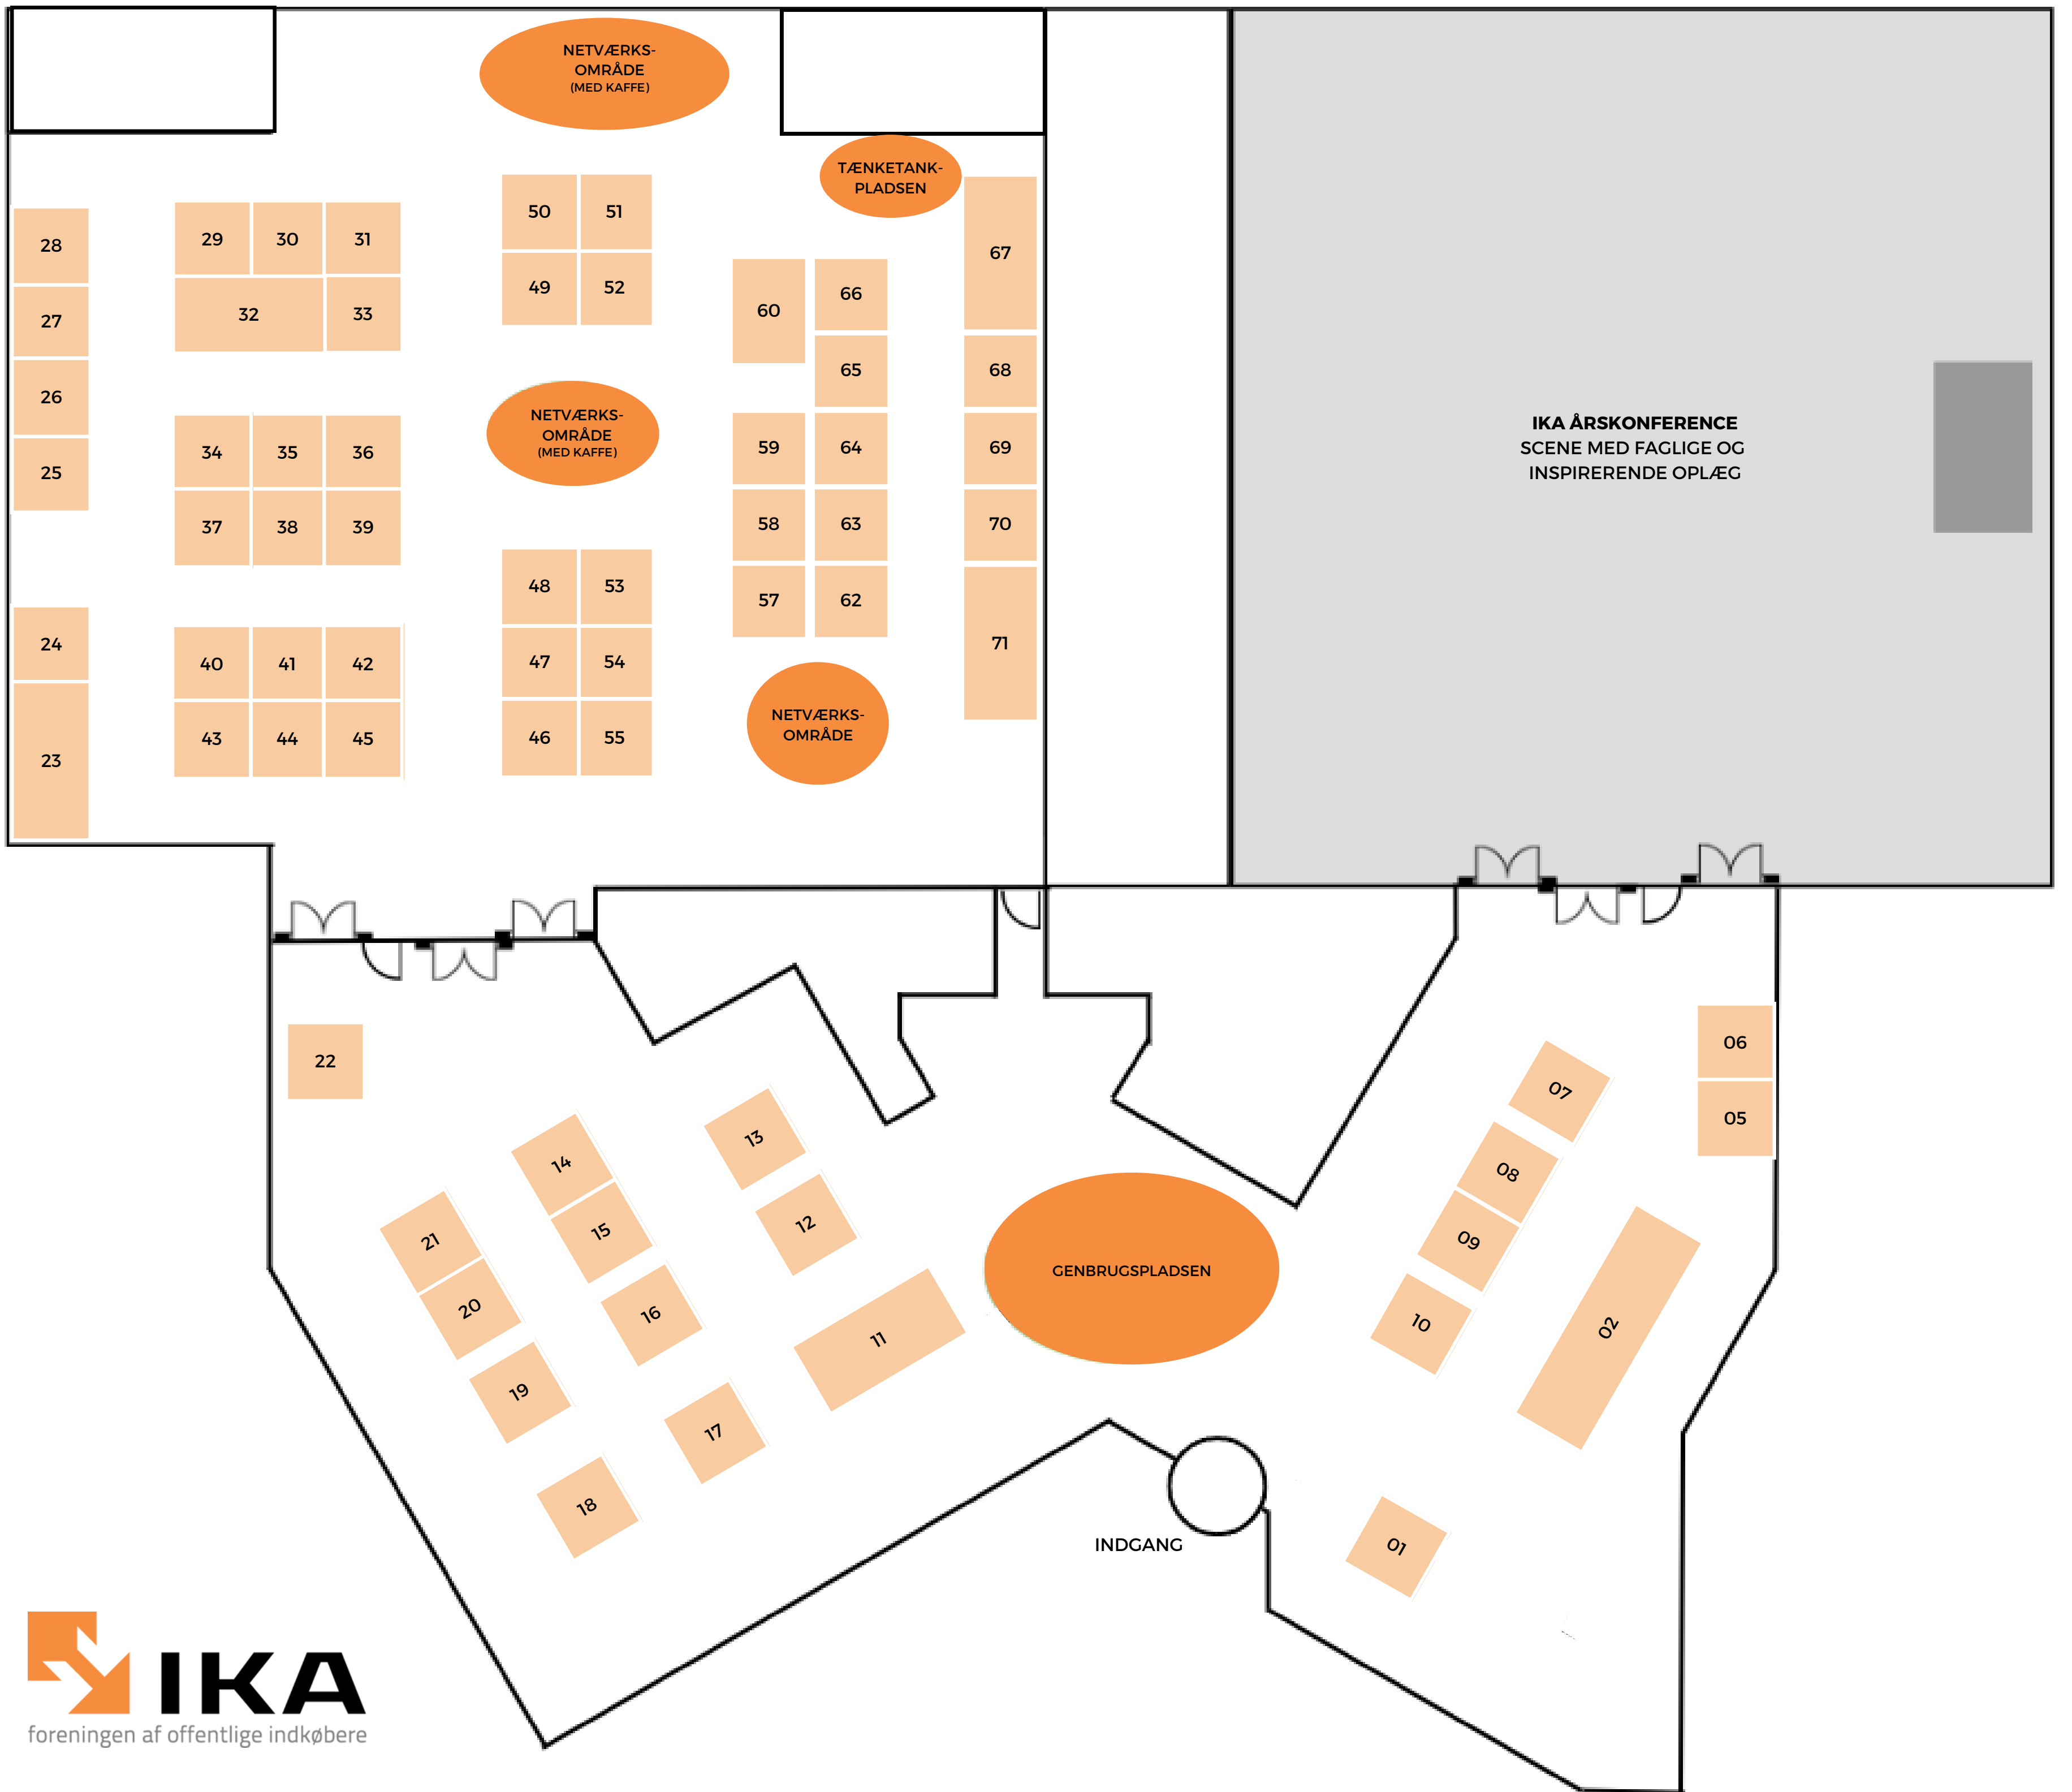 NETVÆRKS-
OMRÅDE
(MED KAFFE)
TÆNKETANK-
PLADSEN
50 51
67
28
29 30 31
49 52
66
60
32 33
27
65
68
26
NETVÆRKS-
OMRÅDE
(MED KAFFE)
IKA ÅRSKONFERENCE
SCENE MED FAGLIGE OG
INSPIRERENDE OPLÆG
59 64 69
34 35 36
25
58 63 70
37 38 39
48 53
57 62
24
71
47 54
40 41 42
NETVÆRKS-
OMRÅDE
46 55
43 44 45
23
06
22
07
05
13
14
08
12
15
21
09
GENBRUGSPLADSEN
20
16
10
02
11
19
17
18
INDGANG
01
IKA
foreningen af offentlige indkøbere